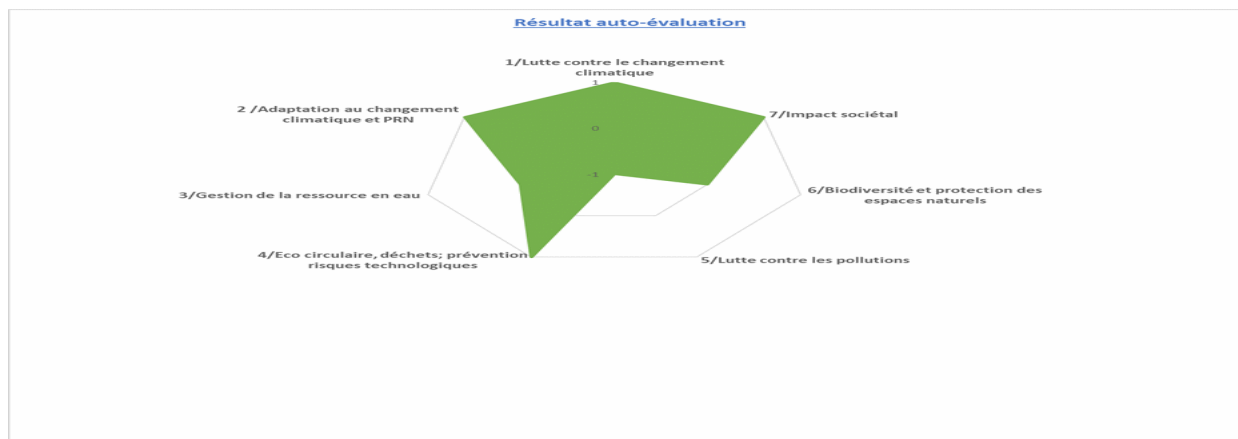 Résultat auto-évaluation
1/Lutte contre le changement
climatique
1
2 /Adaptation au changement
climatique et PRN
7/Impact sociétal
0
-1
3/Gestion de la ressource en eau
6/Biodiversité et protection des
espaces naturels
4/Eco circulaire, déchets; prévention
risques technologiques
5/Lutte contre les pollutions